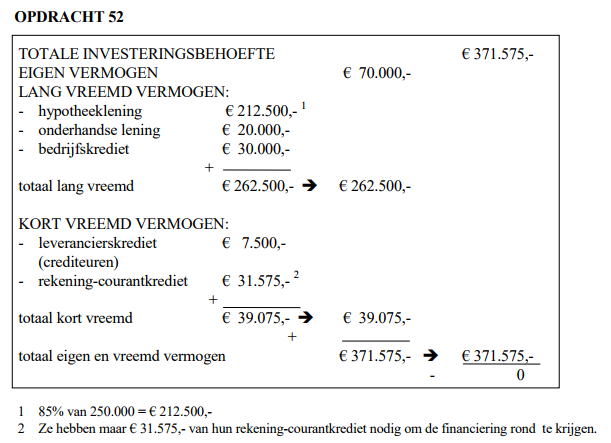 OPDRACHT 52
TOTALE INVESTERINGSBEHOEFTE € 371.575,-
EIGEN VERMOGEN € 70.000,-
LANG VREEMD VERMOGEN:
- hypotheeklening € 212.500,- 1
- onderhandse lening € 20.000,-
- bedrijfskrediet € 30.000,-
+
totaal lang vreemd € 262.500,- ➔ € 262.500,-
KORT VREEMD VERMOGEN:
- leverancierskrediet € 7.500,-
(crediteuren)
- rekening-courantkrediet € 31.575,- 2
+
totaal kort vreemd € 39.075,- ➔ € 39.075,-
+
totaal eigen en vreemd vermogen € 371.575,- ➔ € 371.575,-
- 0
1 85% van 250.000 = € 212.500,-
2 Ze hebben maar € 31.575,- van hun rekening-courantkrediet nodig om de financiering rond te krijgen.